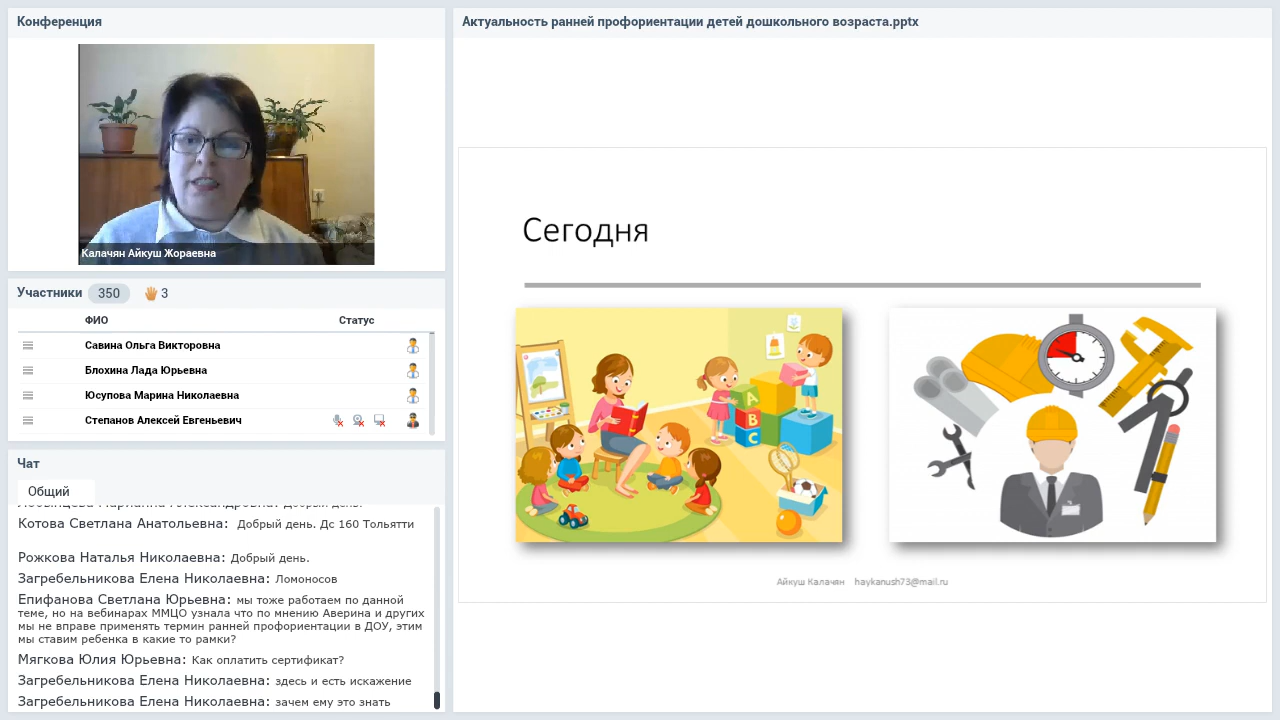 Конференция
Калачян Айкуш Жораевна
Участники 350 3
ФИО Статус
Савина Ольга Викторовна
Блохина Лада Юрьевна
Юсупова Марина Николаевна
Степанов Алексей Евгеньевич
Чат
Общий
Котова Светлана Анатольевна: Добрый день. Дс 160 Тольятти
Рожкова Наталья Николаевна: Добрый день.
Загребельникова Елена Николаевна: Ломоносов
Епифанова Светлана Юрьевна: мы тоже работаем по данной
теме, но на вебинарах ММЦО узнала что по мнению Аверина и других
мы не вправе применять термин ранней профориентации в ДОУ, этим
мы ставим ребенка в какие то рамки?
Мягкова Юлия Юрьевна: Как оплатить сертификат?
Загребельникова Елена Николаевна: здесь и есть искажение
Загребельникова Елена Николаевна: зачем ему это знать
Актуальность ранней профориентации детей дошкольного возраста.pptx
Сегодня
A
B
C
Айкуш Калачян haykanush73@mail.ru